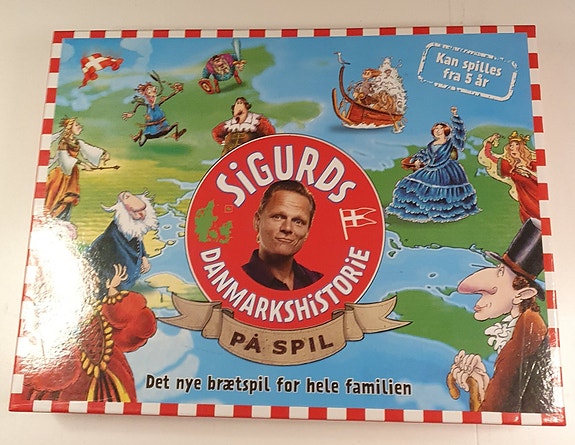 Kan spilles
fra 5 år
SiGURDS
DANMARKSHiSTORiE
PÅ SPIL
Det nye brætspil for hele familien